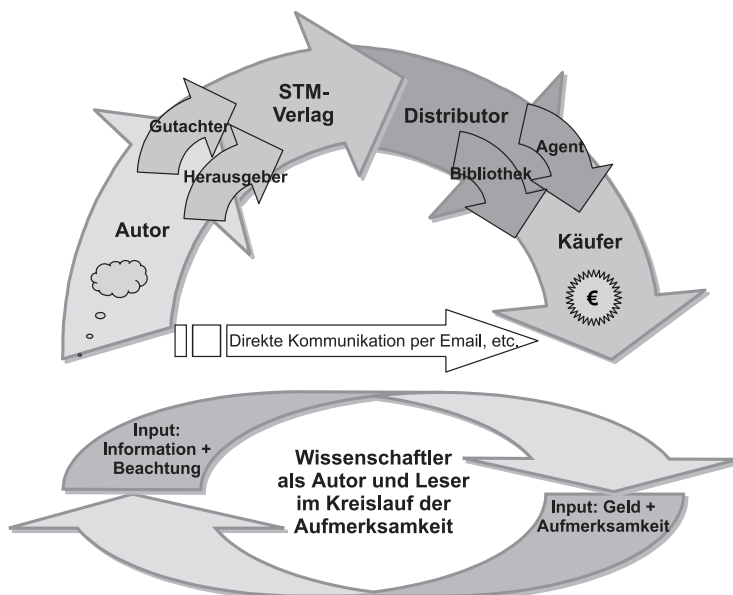 STM-
Verlag
Distributor
Gutachter
Agent
Herausgeber
Bibliothek
Autor
Käufer
€
Direkte Kommunikation per Email, etc.
Input:
Information +
Beachtung
Wissenschaftler
als Autor und Leser
im Kreislauf der
Aufmerksamkeit
Input: Geld +
Aufmerksamkeit